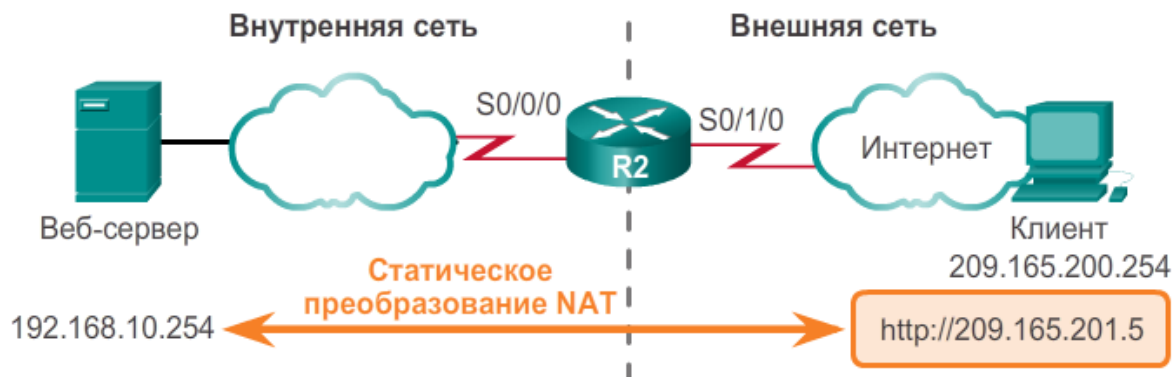 Внутренняя сеть
Внешняя сеть
S0/0/0
S0/1/0
R2
Интернет
Веб-сервер
Клиент
209.165.200.254
Статическое
преобразование NAT
192.168.10.254
http://209.165.201.5